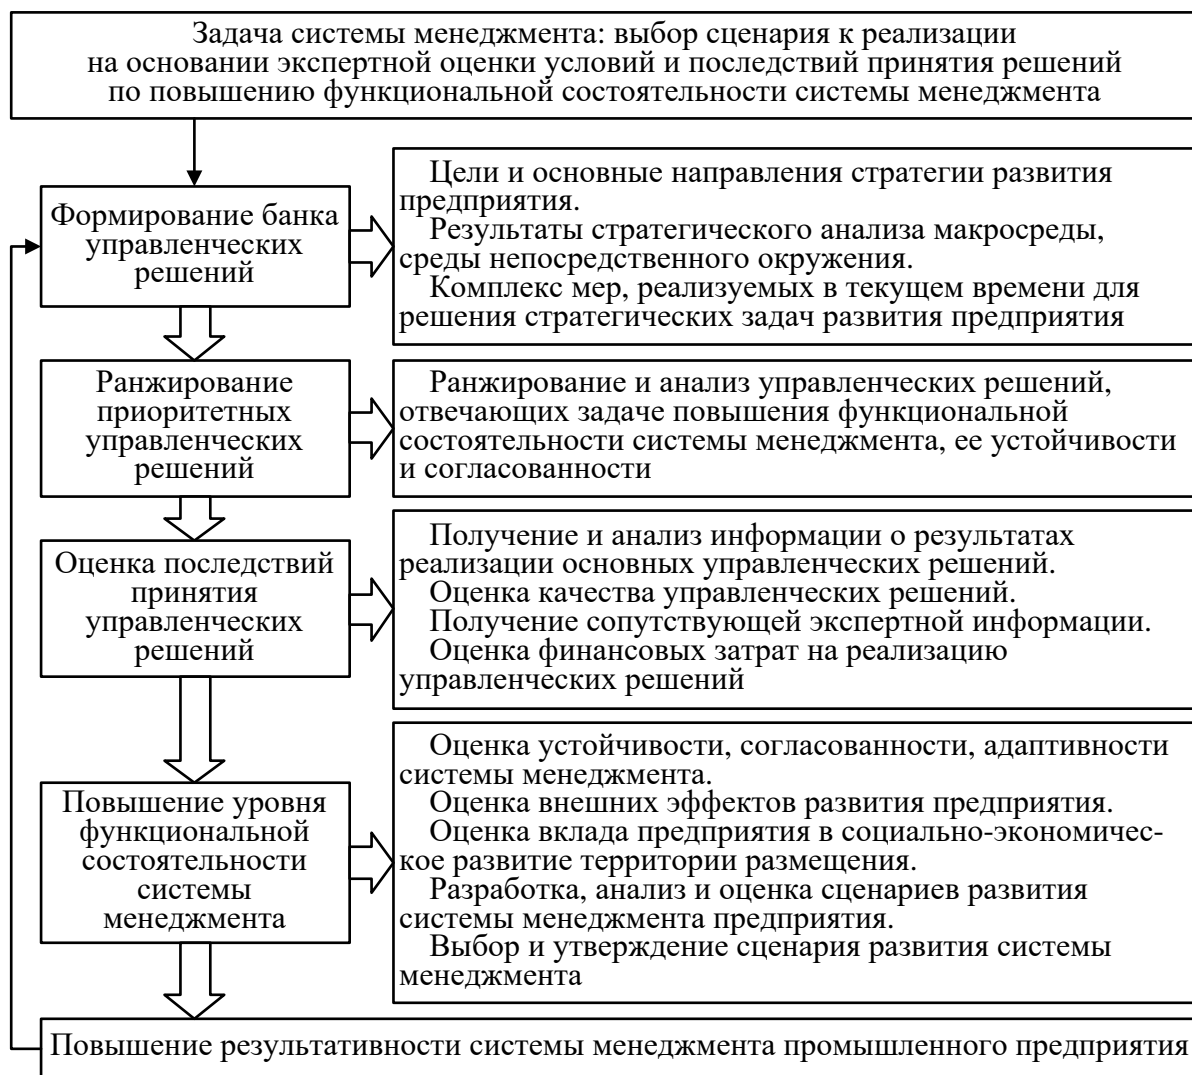 Задача системы менеджмента: выбор сценария к реализации
на основании экспертной оценки условий и последствий принятия решений
по повышению функциональной состоятельности системы менеджмента
Формирование банка
управленческих
решений
Цели и основные направления стратегии развития
предприятия.
Результаты стратегического анализа макросреды,
среды непосредственного окружения.
Комплекс мер, реализуемых в текущем времени для
решения стратегических задач развития предприятия
Ранжирование
приоритетных
управленческих
решений
Ранжирование и анализ управленческих решений,
отвечающих задаче повышения функциональной
состоятельности системы менеджмента, ее устойчивости
и согласованности
Оценка последствий
принятия
управленческих
решений
Получение и анализ информации о результатах
реализации основных управленческих решений.
Оценка качества управленческих решений.
Получение сопутствующей экспертной информации.
Оценка финансовых затрат на реализацию
управленческих решений
Повышение уровня
функциональной
состоятельности
системы
менеджмента
Оценка устойчивости, согласованности, адаптивности
системы менеджмента.
Оценка внешних эффектов развития предприятия.
Оценка вклада предприятия в социально-экономичес-
кое развитие территории размещения.
Разработка, анализ и оценка сценариев развития
системы менеджмента предприятия.
Выбор и утверждение сценария развития системы
менеджмента
Повышение результативности системы менеджмента промышленного предприятия